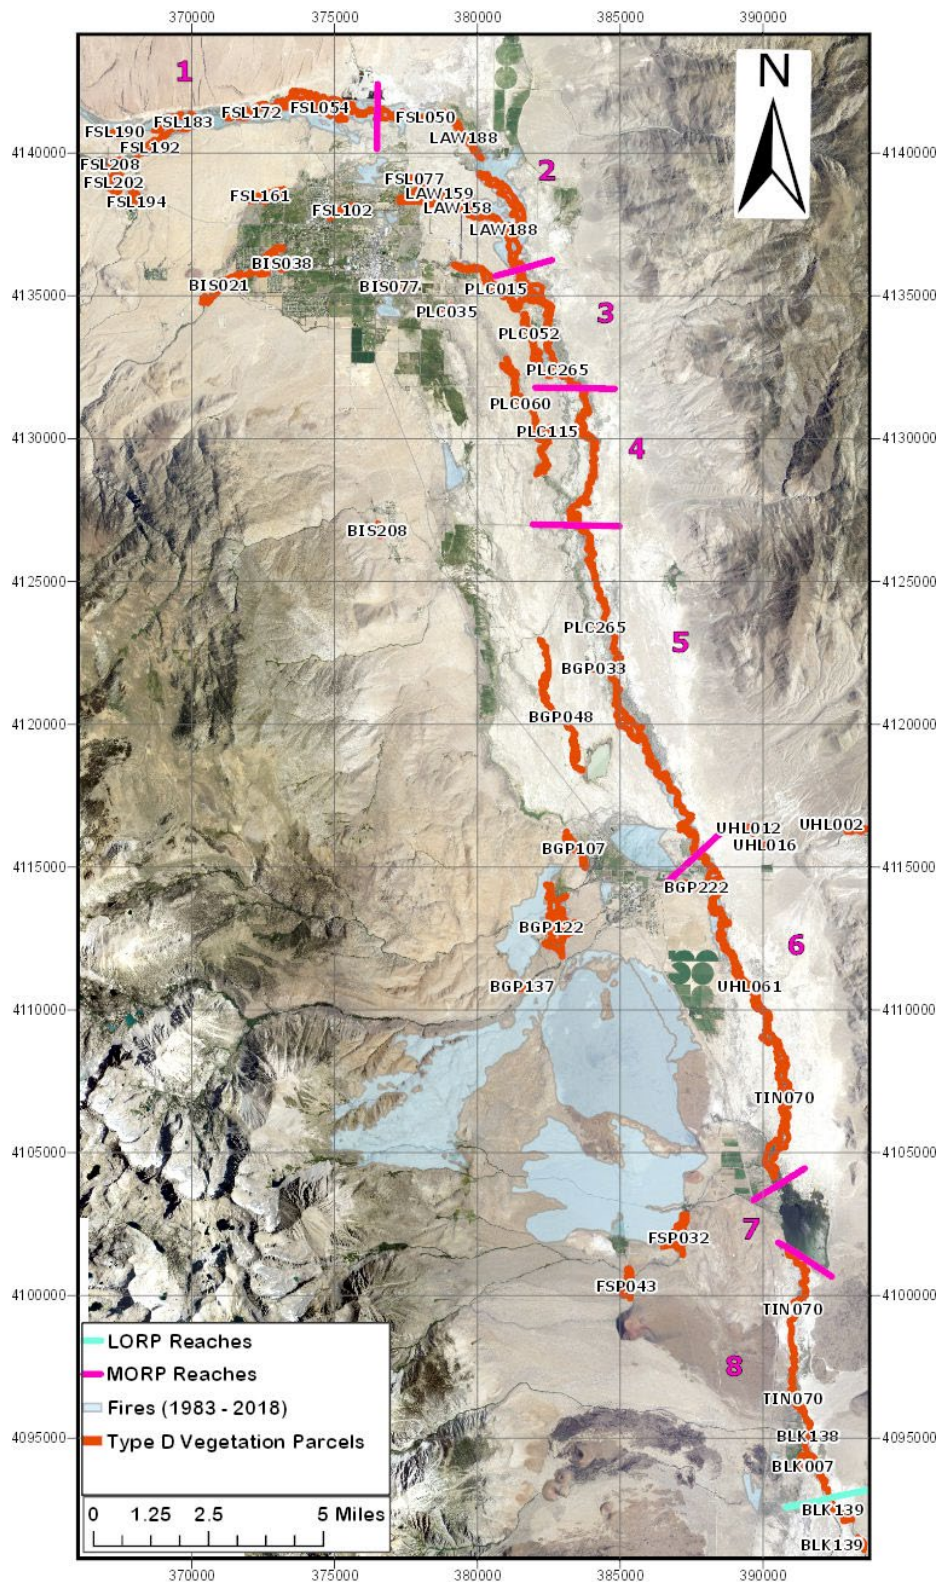 370000 375000 380000 385000 390000
N
1
FSL054
FSL172
FSL050
FSL183
FSL190
LAW188
FSL192
4140000 4140000
FSL208
2
FSL077
FSL202
LAW159
FSL194
FSL161
LAW158
FSL102
LAW188
BIS038
BIS021
BIS077
PLC015
4135000 4135000
PLC035
3
PLC052
PLC265
PLC060
PLC115
4130000 4130000
4
BIS208
4125000 4125000
PLC265
5
BGP033
BGP048
4120000 4120000
UHL002
UHL012
UHL016
BGP107
4115000 4115000
BGP222
BGP122
6
BGP137
UHL061
4110000 4110000
TIN070
4105000 4105000
7
FSP032
FSP043
4100000 4100000
TIN070
8
TIN070
4095000 4095000
BLK138
BLK007
BLK139
BLK139
LORP Reaches
MORP Reaches
Fires (1983 - 2018)
Type D Vegetation Parcels
0 1.25 2.5 5 Miles
370000 375000 380000 385000 390000